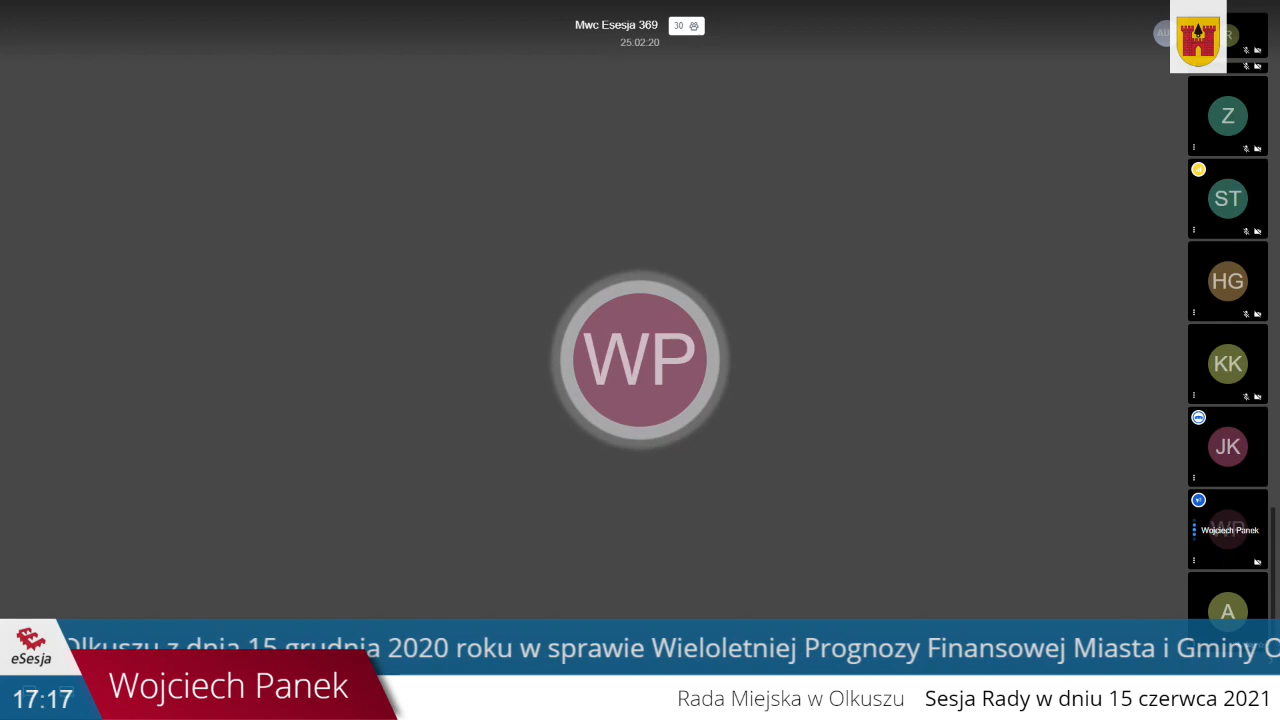 Mwc Esesja 369
30
25.02.20
AU
R
Z
ST
HG
KK
JK
WP
Wojciech Panek
A
WP
Olkuszu z dnia 15 grudnia 2020 roku w sprawie Wieloletniej Prognozy Finansowej Miasta i Gminy O
eSesja
17:17
Wojciech Panek
Rada Miejska w Olkuszu
Sesja Rady w dniu 15 czerwca 2021